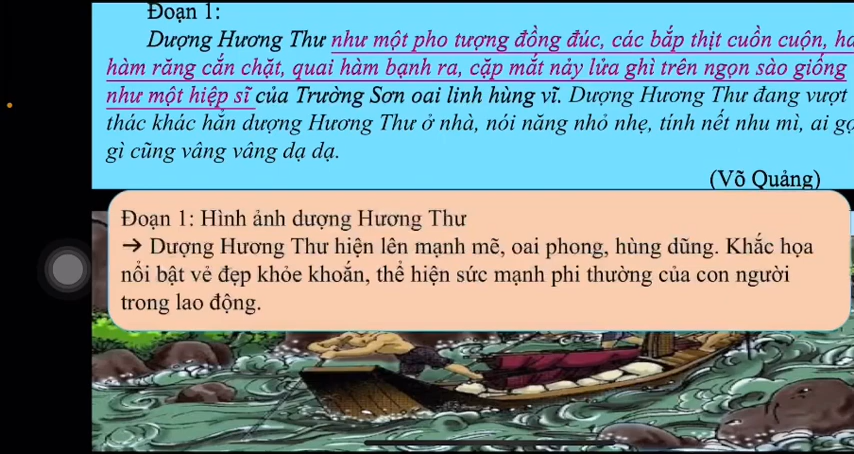 Đoạn 1:
Dượng Hương Thư như một pho tượng đồng đúc, các bắp thịt cuồn cuộn,
hàm răng cắn chặt, quai hàm bạnh ra, cặp mắt nảy lửa ghì trên ngọn sào giống
như một hiệp sĩ của Trường Sơn oai linh hùng vĩ. Dượng Hương Thư đang vượt
thác khác hẳn dượng Hương Thư ở nhà, nói năng nhỏ nhẹ, tính nết nhu mì, ai
gì cũng vâng vâng dạ dạ.
(Võ Quảng)
Đoạn 1: Hình ảnh dượng Hương Thư
→ Dượng Hương Thư hiện lên mạnh mẽ, oai phong, hùng dũng. Khắc họa
nổi bật vẻ đẹp khỏe khoắn, thể hiện sức mạnh phi thường của con người
trong lao động.